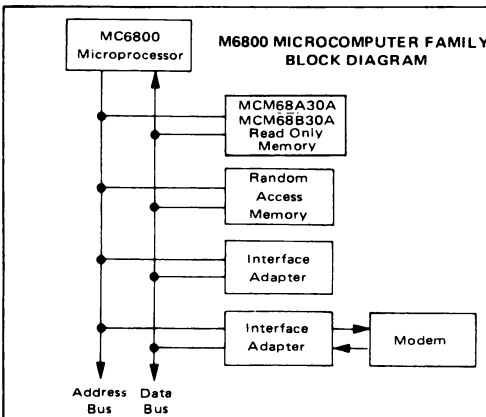 MC6800
Microprocessor
M6800 MICROCOMPUTER FAMILY
BLOCK DIAGRAM
MCM68A30A
MCM68B30A
Read Only
Memory
Random
Access
Memory
Interface
Adapter
Interface
Adapter
Modem
Address
Bus
Data
Bus